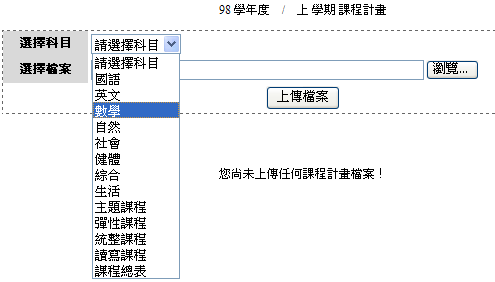 98 學年度 / 上 學期 課程計畫
選擇科目 請選擇科目
選擇檔案 瀏覽...
請選擇科目
國語
英文
數學
自然
社會
健體
綜合
生活
主題課程
彈性課程
統整課程
讀寫課程
課程總表
上傳檔案
您尚未上傳任何課程計畫檔案！